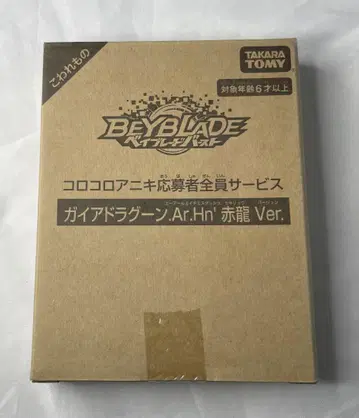 こわれもの
TAKARA
TOMY
対象年齢6才以上
BEYBLADE
ベイブレードバースト
コロコロアニキ応募者全員サービス
ガイアドラグーン.Ar.Hn' 赤龍 Ver.